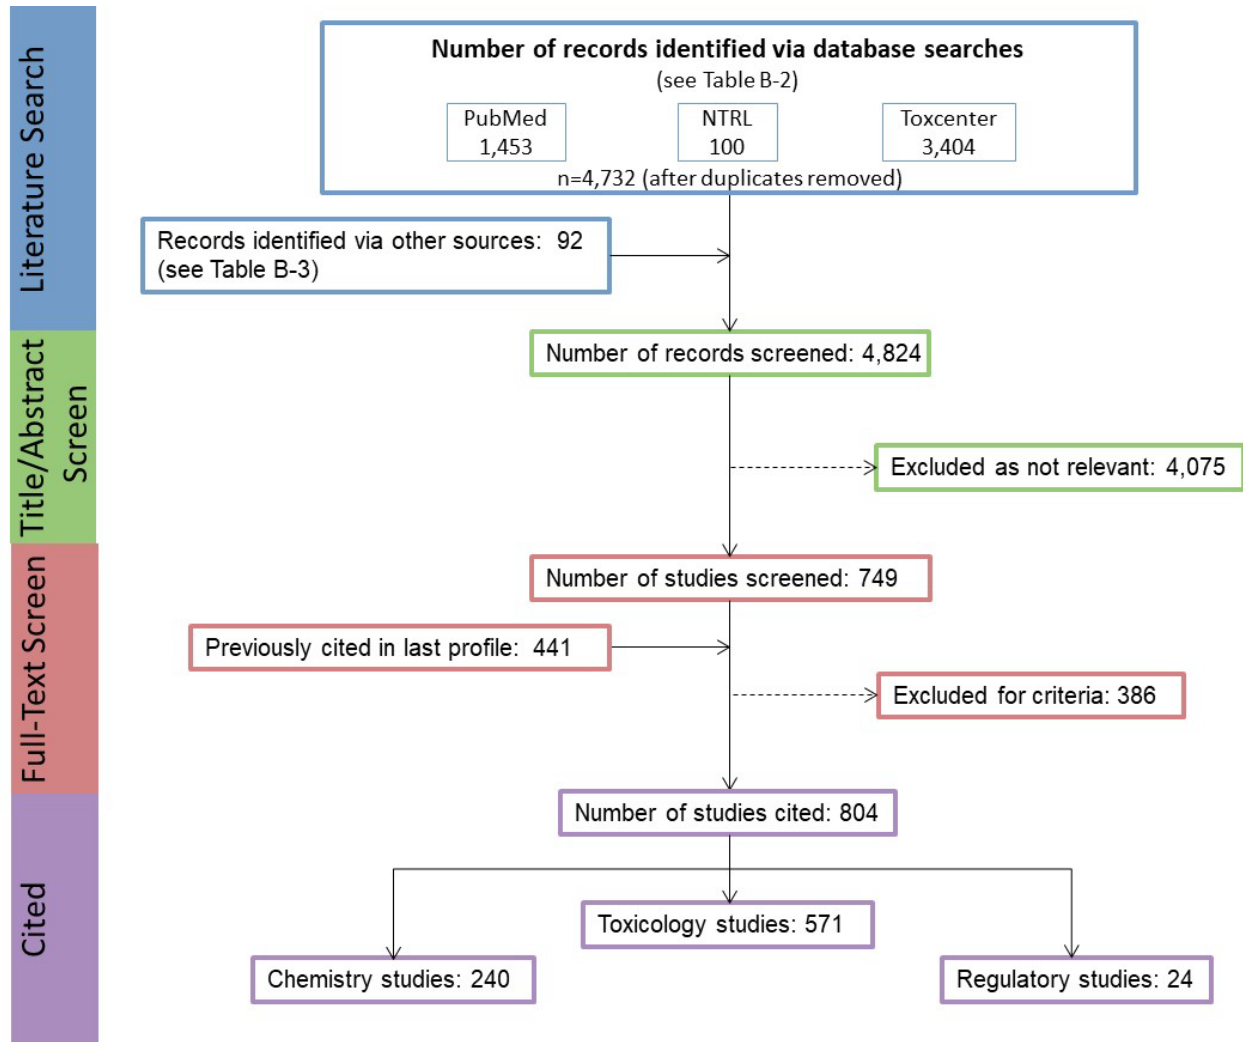 Literature Search
Number of records identified via database searches
(see Table B-2)
PubMed
1,453
NTRL
100
Toxcenter
3,404
n=4,732 (after duplicates removed)
Records identified via other sources: 92
(see Table B-3)
Title/Abstract
Screen
Number of records screened: 4,824
Excluded as not relevant: 4,075
Full-Text Screen
Number of studies screened: 749
Previously cited in last profile: 441
Excluded for criteria: 386
Cited
Number of studies cited: 804
Toxicology studies: 571
Chemistry studies: 240
Regulatory studies: 24